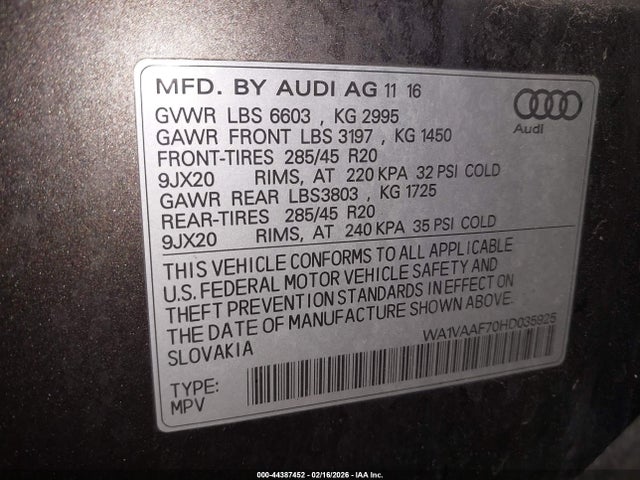 MFD. BY AUDI AG 11 16
GVWR LBS 6603 , KG 2995
GAWR FRONT LBS 3197 , KG 1450
FRONT-TIRES 285/45 R20
9JX20 RIMS, AT 220 KPA 32 PSI COLD
GAWR REAR LBS3803 , KG 1725
REAR-TIRES 285/45 R20
9JX20 RIMS, AT 240 KPA 35 PSI COLD
Audi
THIS VEHICLE CONFORMS TO ALL APPLICABLE
U.S. FEDERAL MOTOR VEHICLE SAFETY AND
THEFT PREVENTION STANDARDS IN EFFECT ON
THE DATE OF MANUFACTURE SHOWN ABOVE.
SLOVAKIA
WA1VAAF70HD035925
TYPE:
MPV
000-44387452 - 02/16/2026 - IAA Inc.